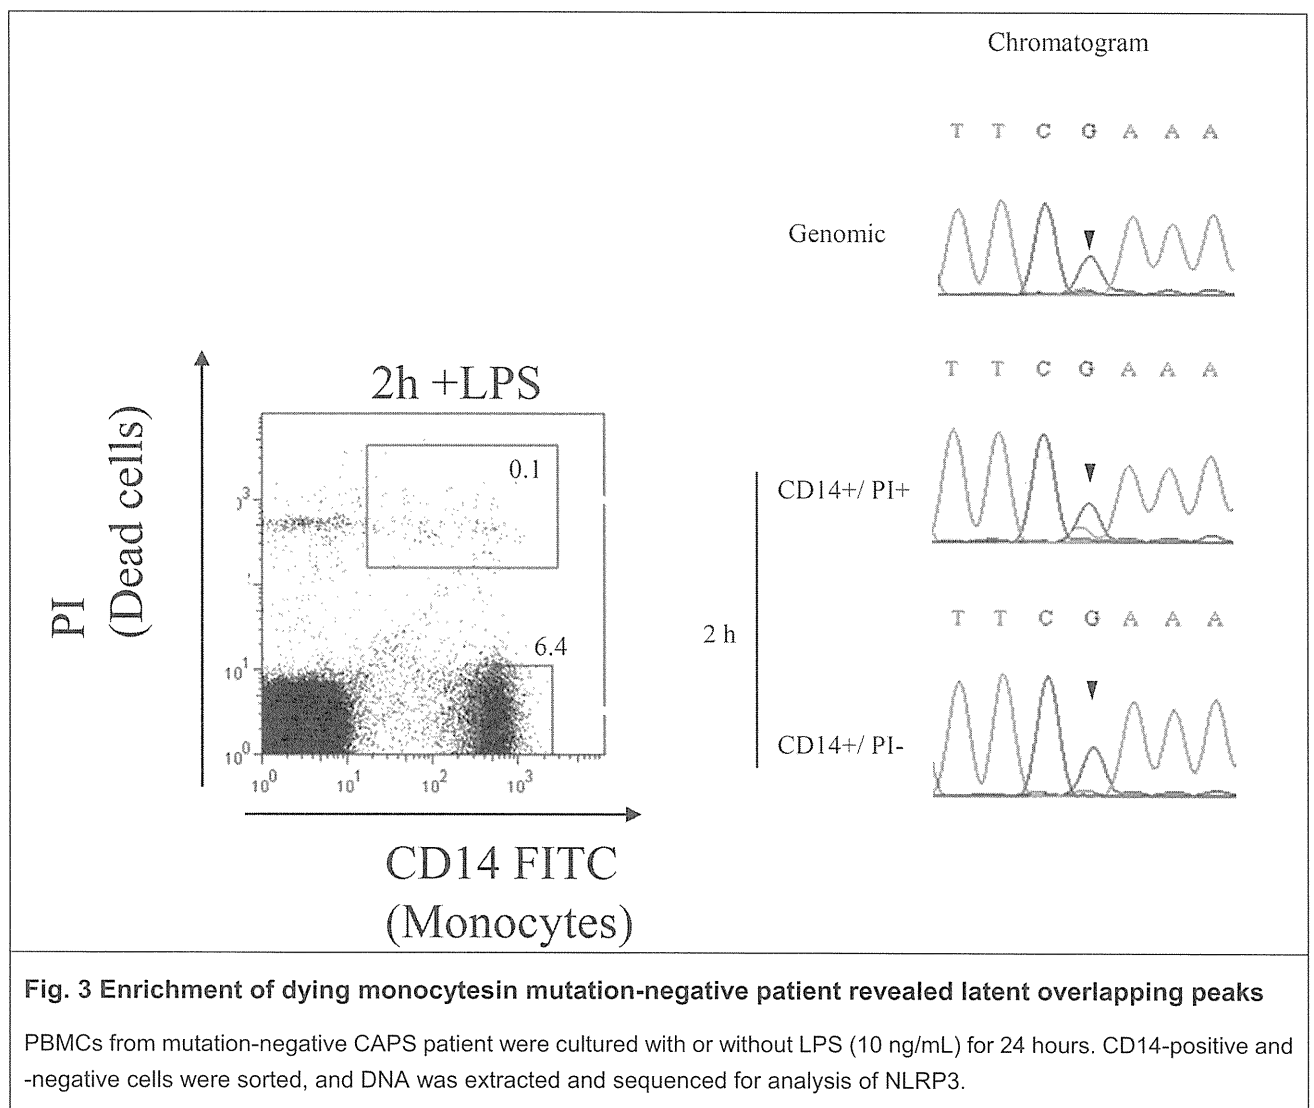 Chromatogram
T T C G A A A
Genomic
T T C G A A A
CD14+/ PI+
2 h
T T C G A A A
CD14+/ PI-
2h +LPS
PI
(Dead cells)
0.1
6.4
10¹
10⁰
10⁰ 10¹ 10² 10³
CD14 FITC
(Monocytes)
Fig. 3 Enrichment of dying monocytesin mutation-negative patient revealed latent overlapping peaks
PBMCs from mutation-negative CAPS patient were cultured with or without LPS (10 ng/mL) for 24 hours. CD14-positive and
-negative cells were sorted, and DNA was extracted and sequenced for analysis of NLRP3.